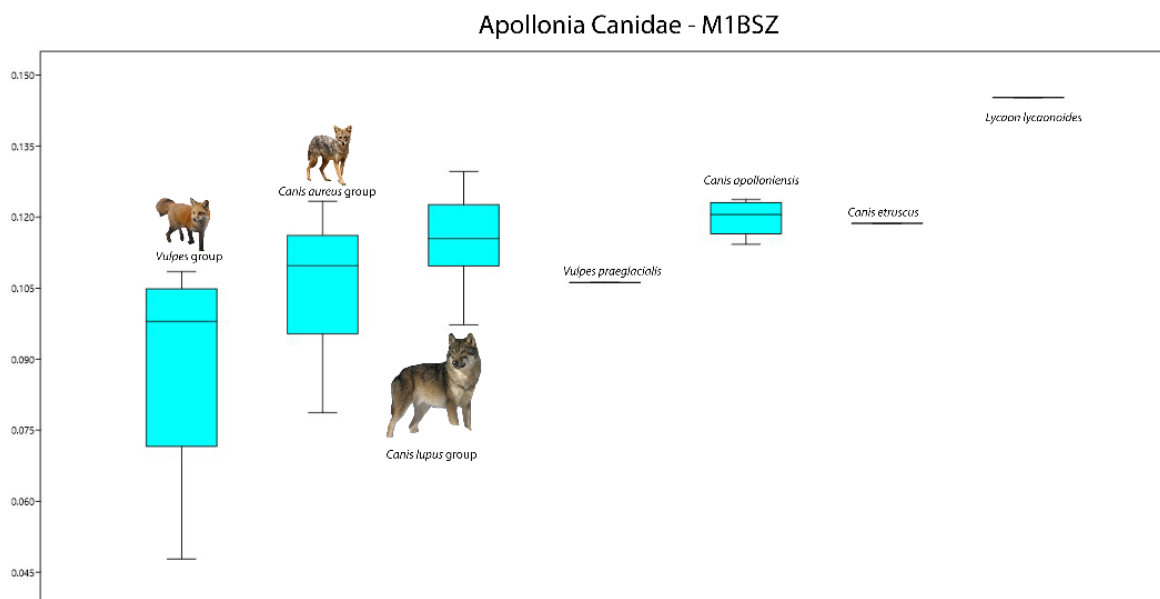 Apollonia Canidae - M1BSZ
0.150
0.135
0.120
0.105
0.090
0.075
0.060
0.045
Vulpes group
Canis aureus group
Canis lupus group
Vulpes praeglacialis
Canis apolloniensis
Canis etruscus
Lycaon lycaonoides